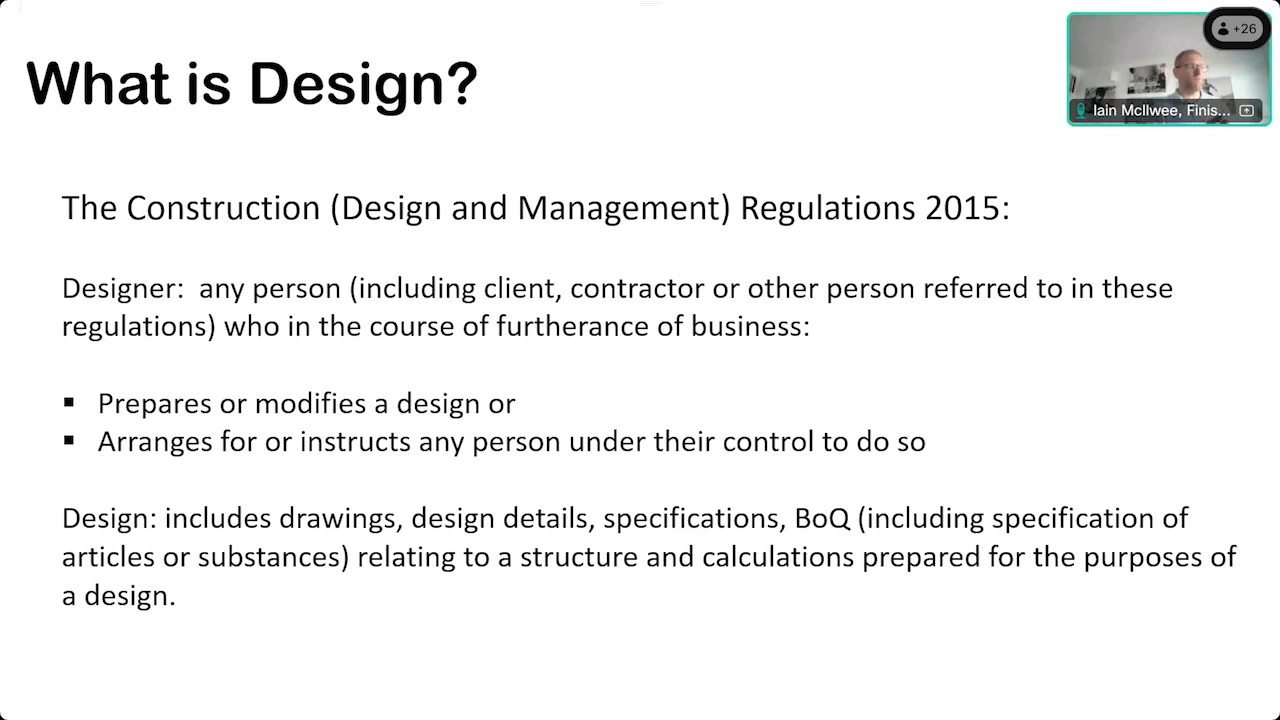 What is Design?
+26
Iain McIlwee, Finis...
The Construction (Design and Management) Regulations 2015:
Designer:  any person (including client, contractor or other person referred to in these
regulations) who in the course of furtherance of business:
▪ Prepares or modifies a design or
▪ Arranges for or instructs any person under their control to do so
Design: includes drawings, design details, specifications, BoQ (including specification of
articles or substances) relating to a structure and calculations prepared for the purposes of
a design.